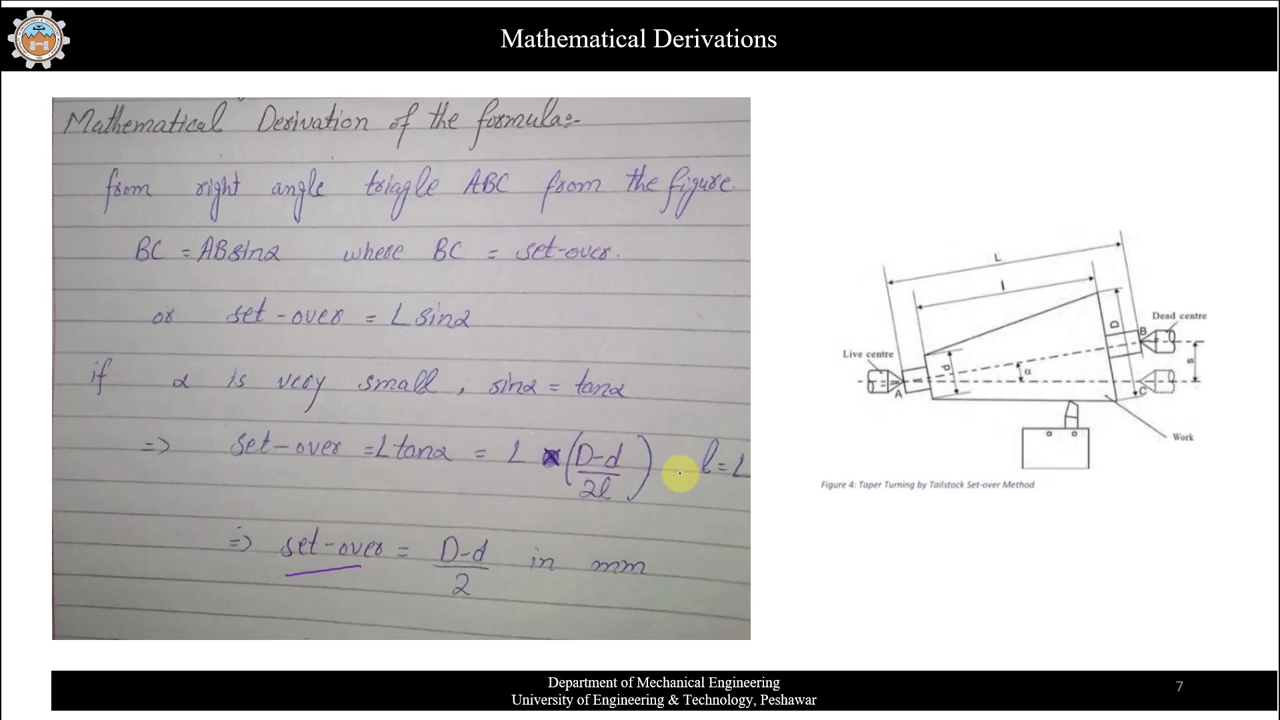 Mathematical Derivations
Mathematical Derivation of the formula:-
from right angle triagle ABC from the figure.
BC = ABsinα where BC = set-over.
or set-over = L sinα
if α is very small, sinα = tanα
=> set-over = L tanα = L (D-d/2l) . l = L
=> set-over = D-d/2 in mm
L
l
Dead centre
D
B
Live centre
d
α
s
A
C
Work
Figure 4: Taper Turning by Tailstock Set-over Method
Department of Mechanical Engineering
University of Engineering & Technology, Peshawar
7